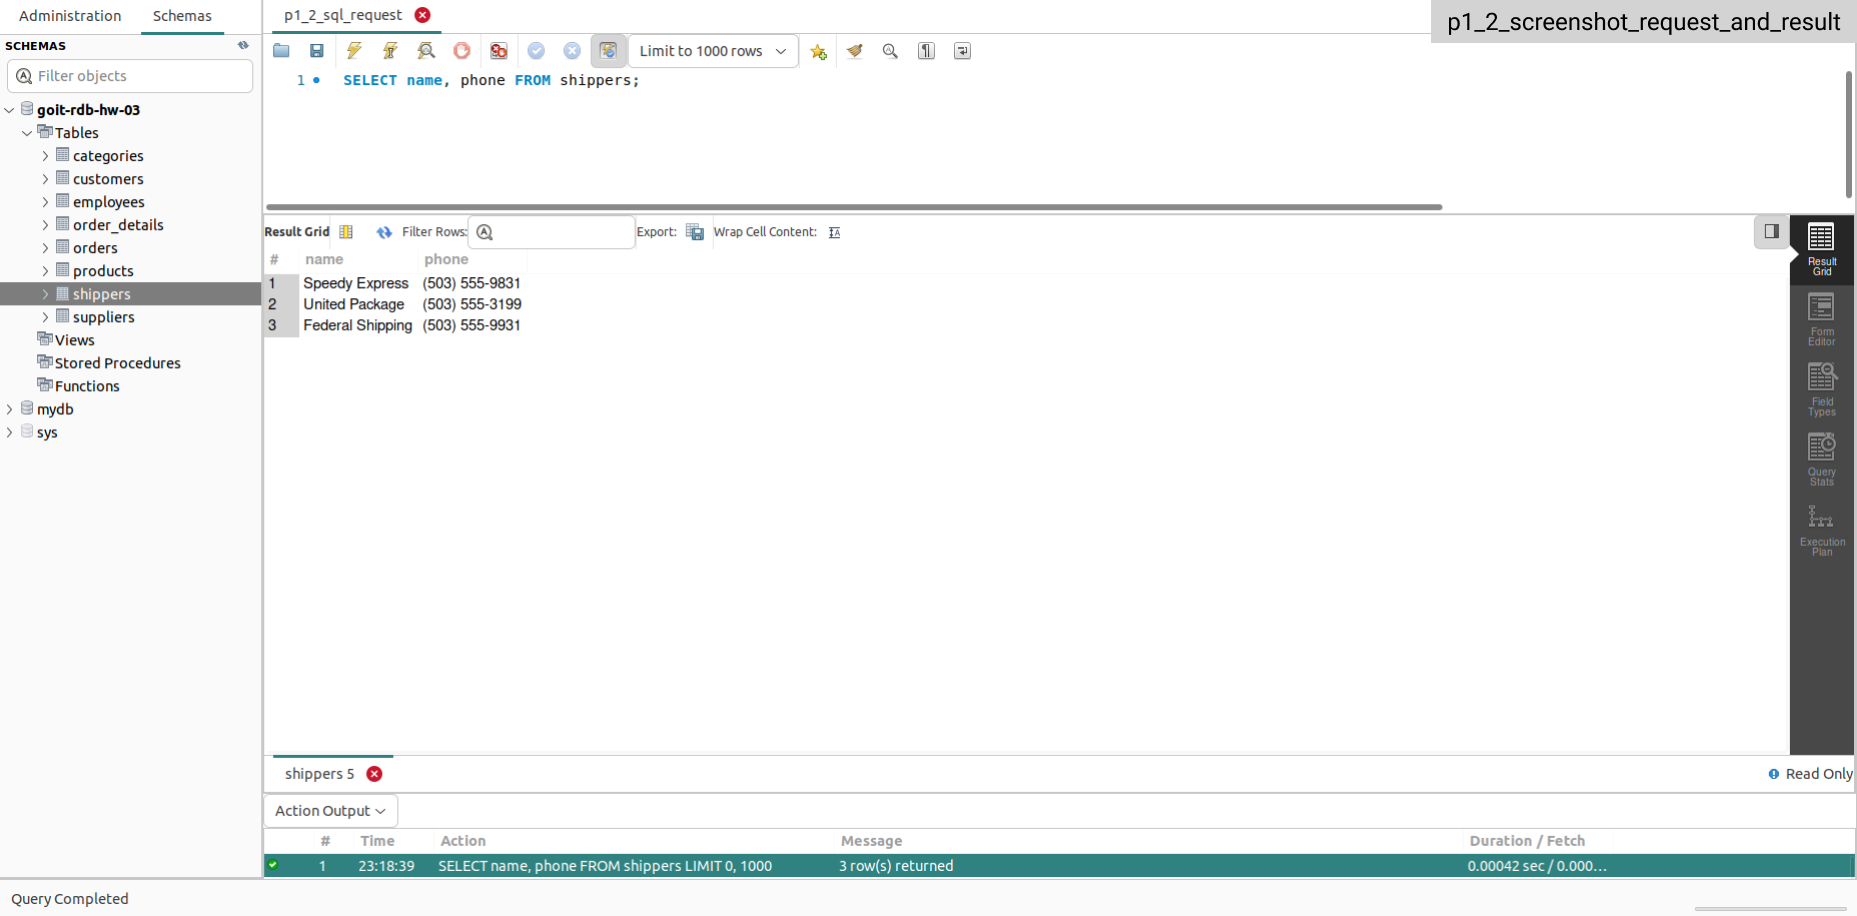 Administration Schemas
p1_2_sql_request
p1_2_screenshot_request_and_result
SCHEMAS
Filter objects
goit-rdb-hw-03
Tables
categories
customers
employees
order_details
orders
products
shippers
suppliers
Views
Stored Procedures
Functions
mydb
sys
Limit to 1000 rows
1 SELECT name, phone FROM shippers;
Result Grid Filter Rows: Export: Wrap Cell Content:
# name phone
1 Speedy Express (503) 555-9831
2 United Package (503) 555-3199
3 Federal Shipping (503) 555-9931
Result
Grid
Form
Editor
Field
Types
Query
Stats
Execution
Plan
shippers 5
Read Only
Action Output
# Time Action Message Duration / Fetch
1 23:18:39 SELECT name, phone FROM shippers LIMIT 0, 1000 3 row(s) returned 0.00042 sec / 0.000...
Query Completed